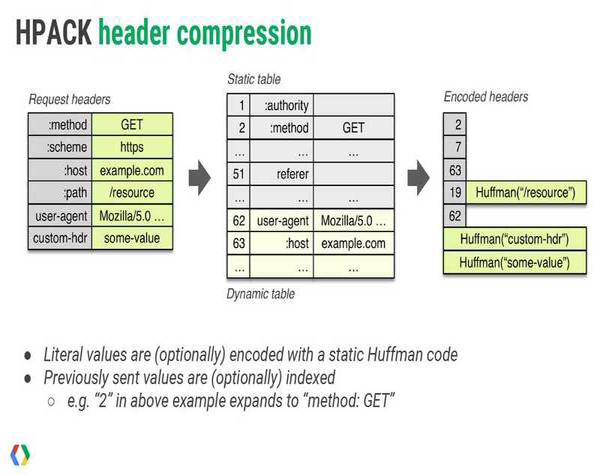 HPACK header compression
Request headers
:method GET
:scheme https
:host example.com
:path /resource
user-agent Mozilla/5.0 ...
custom-hdr some-value
Static table
1 :authority
2 :method GET
... ... ...
51 referer
... ... ...
62 user-agent Mozilla/5.0 ...
63 :host example.com
... ... ...
Dynamic table
Encoded headers
2
7
63
19 Huffman("/resource")
62
Huffman("custom-hdr")
Huffman("some-value")
● Literal values are (optionally) encoded with a static Huffman code
● Previously sent values are (optionally) indexed
○ e.g. “2” in above example expands to “method: GET”